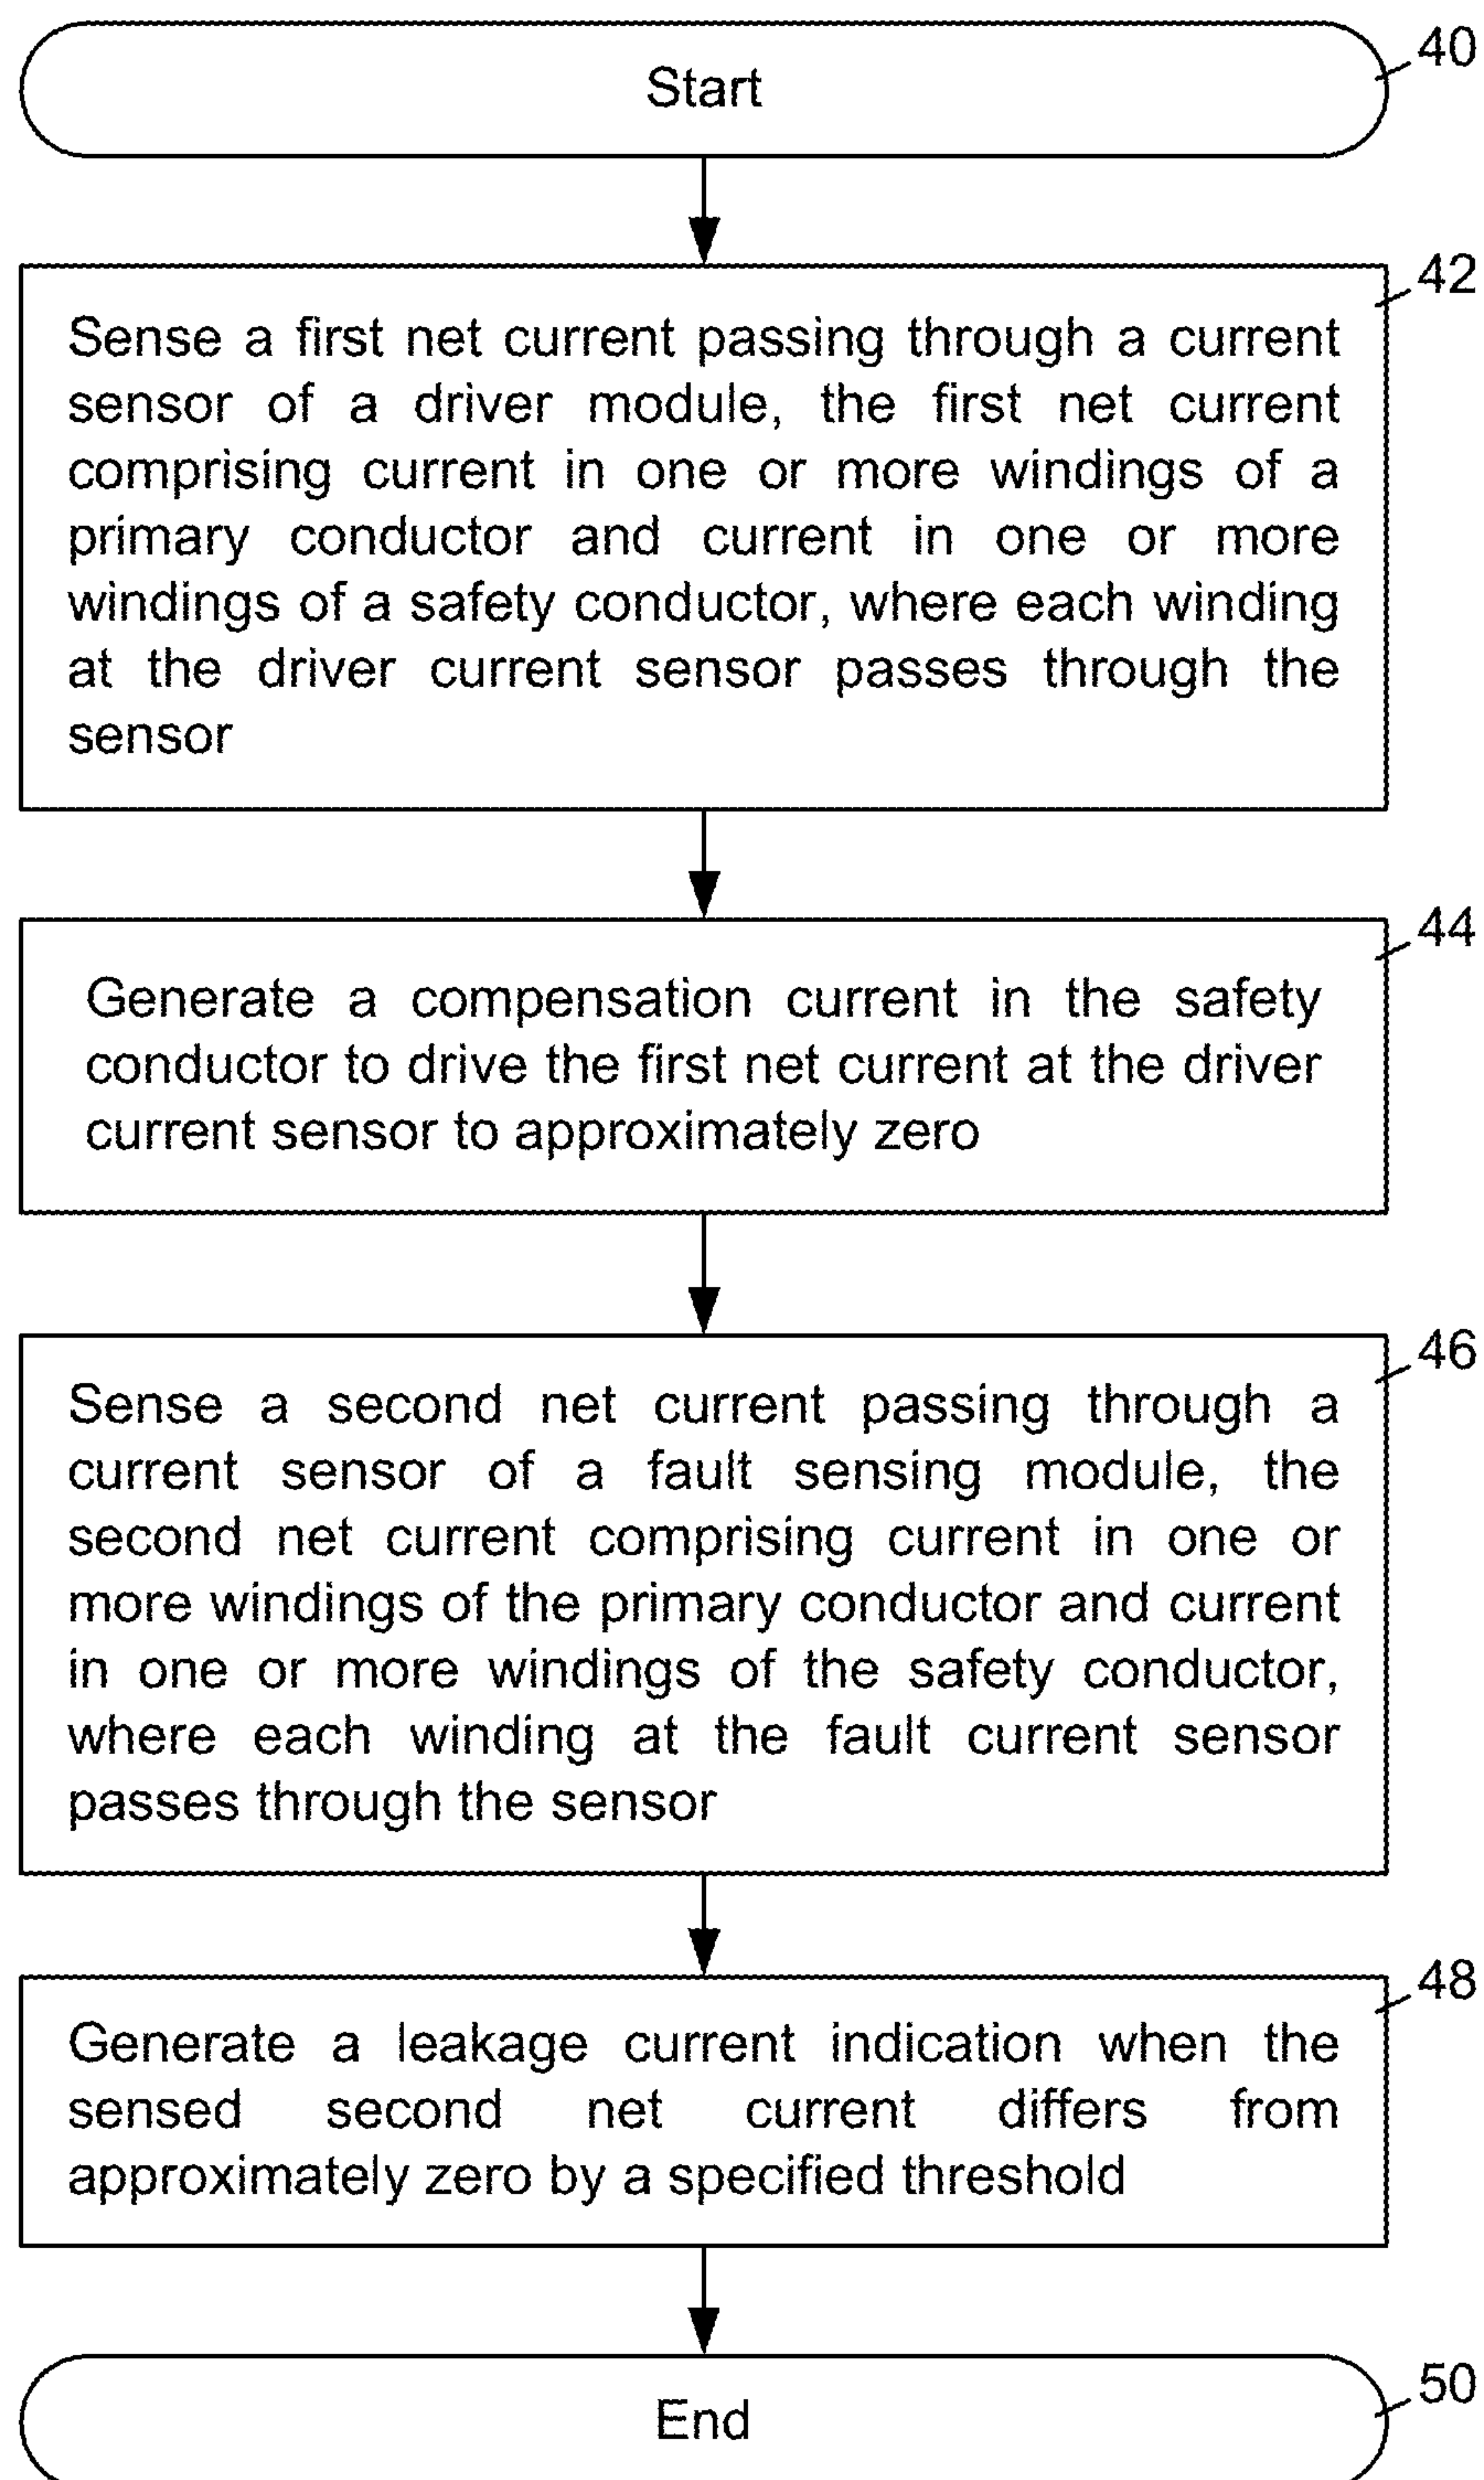 Start
40
42
Sense a first net current passing through a current
sensor of a driver module, the first net current
comprising current in one or more windings of a
primary conductor and current in one or more
windings of a safety conductor, where each winding
at the driver current sensor passes through the
sensor
44
Generate a compensation current in the safety
conductor to drive the first net current at the driver
current sensor to approximately zero
46
Sense a second net current passing through a
current sensor of a fault sensing module, the
second net current comprising current in one or
more windings of the primary conductor and current
in one or more windings of the safety conductor,
where each winding at the fault current sensor
passes through the sensor
48
Generate a leakage current indication when the
sensed second net current differs from
approximately zero by a specified threshold
50
End